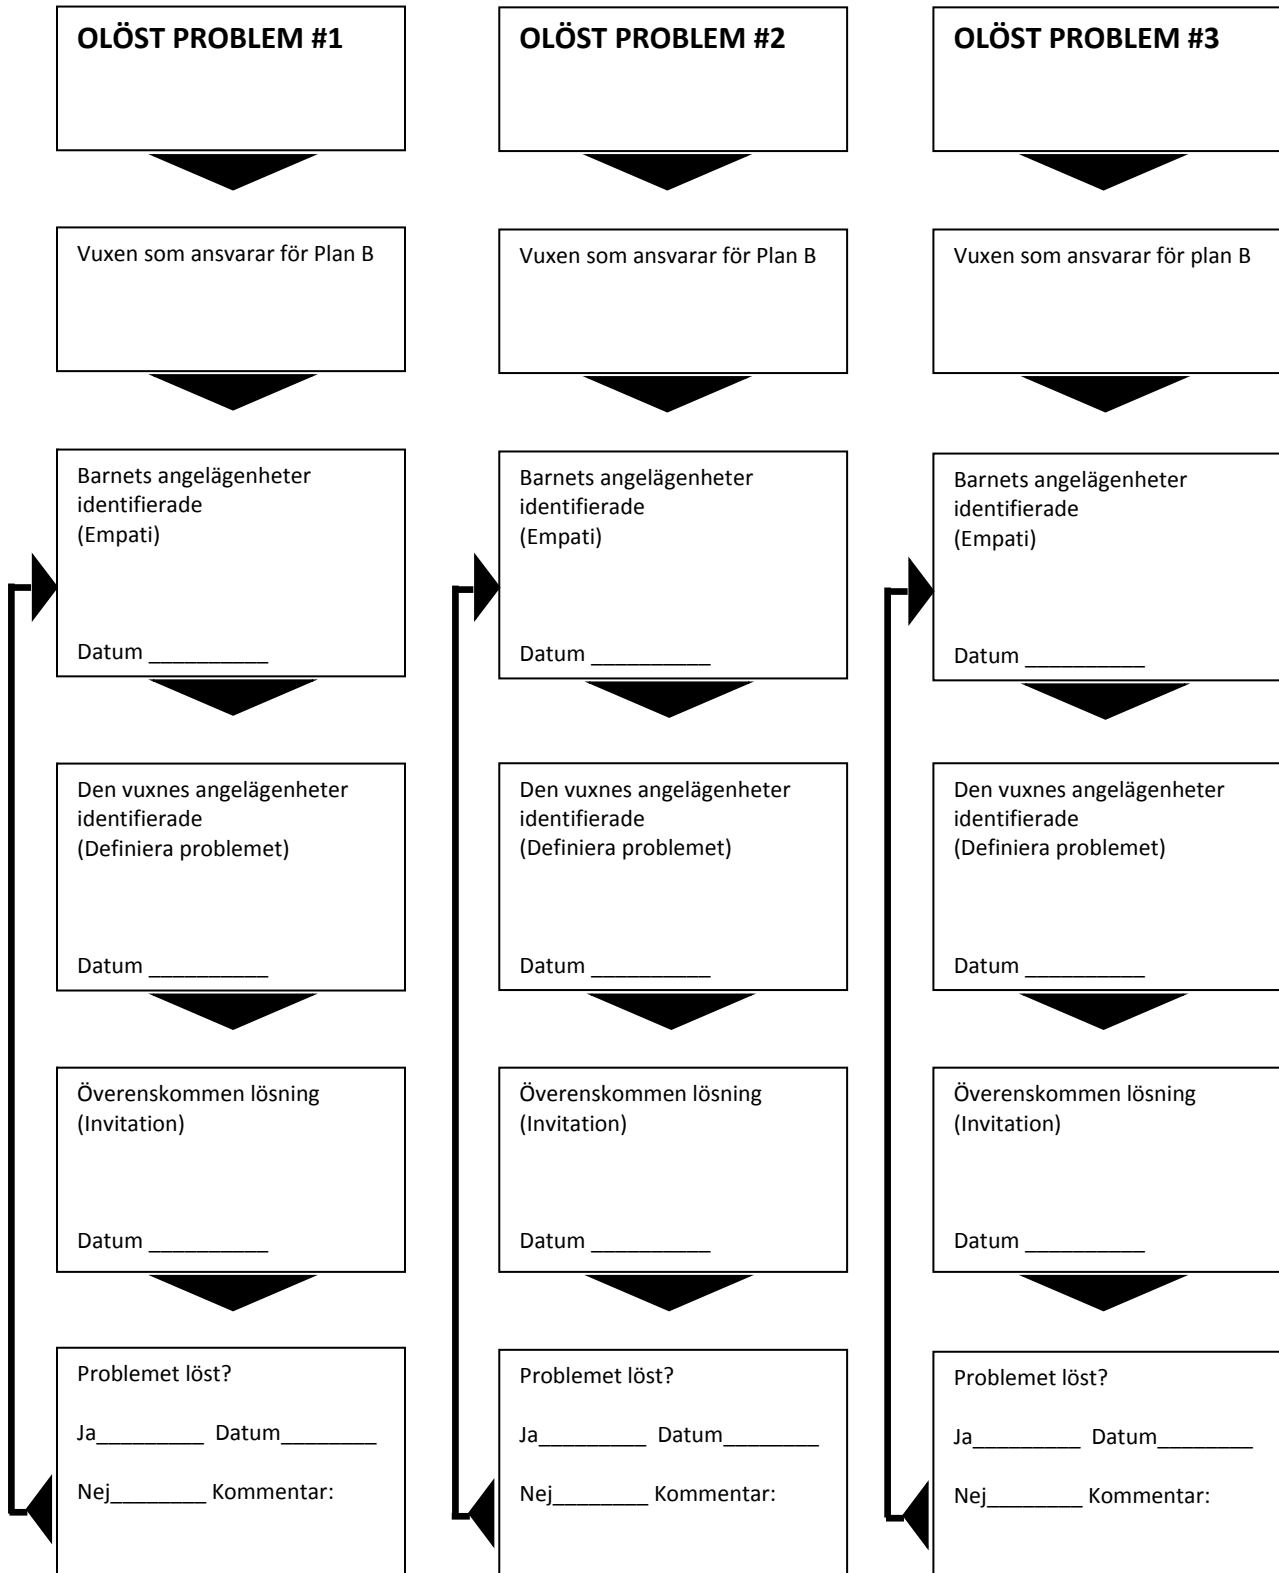 OLÖST PROBLEM #1
Vuxen som ansvarar för Plan B
Barnets angelägenheter
identifierade
(Empati)
Datum __________
Den vuxnes angelägenheter
identifierade
(Definiera problemet)
Datum __________
Överenskommen lösning
(Invitation)
Datum __________
Problemet löst?
Ja_________ Datum________
Nej________ Kommentar:
OLÖST PROBLEM #2
Vuxen som ansvarar för Plan B
Barnets angelägenheter
identifierade
(Empati)
Datum __________
Den vuxnes angelägenheter
identifierade
(Definiera problemet)
Datum __________
Överenskommen lösning
(Invitation)
Datum __________
Problemet löst?
Ja_________ Datum________
Nej________ Kommentar:
OLÖST PROBLEM #3
Vuxen som ansvarar för plan B
Barnets angelägenheter
identifierade
(Empati)
Datum __________
Den vuxnes angelägenheter
identifierade
(Definiera problemet)
Datum __________
Överenskommen lösning
(Invitation)
Datum __________
Problemet löst?
Ja_________ Datum________
Nej________ Kommentar: